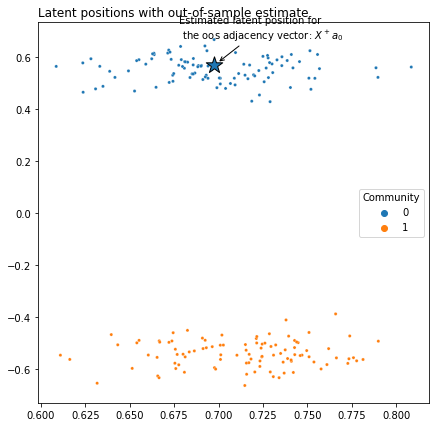 Latent positions with out-of-sample estimate
Estimated latent position for
the oos adjacency vector: X⁺a₀
0.6
0.4
0.2
0.0
−0.2
−0.4
−0.6
Community
0
1
0.600 0.625 0.650 0.675 0.700 0.725 0.750 0.775 0.800